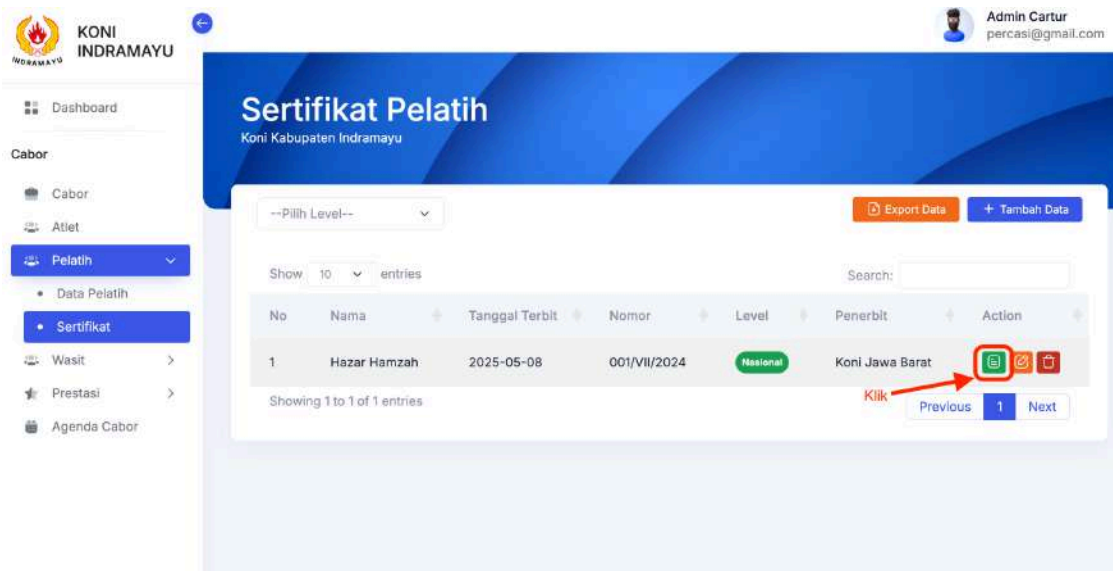 KONI
INDRAMAYU
INDRAMAYU
Admin Cartur
percasi@gmail.com
Dashboard
Cabor
Cabor
Atlet
Pelatih
Data Pelatih
Sertifikat
Wasit
Prestasi
Agenda Cabor
Sertifikat Pelatih
Koni Kabupaten Indramayu
--Pilih Level--
Export Data
+ Tambah Data
Show 10 entries
Search:
No Nama Tanggal Terbit Nomor Level Penerbit Action
1 Hazar Hamzah 2025-05-08 001/VII/2024 Nasional Koni Jawa Barat
Klik
Showing 1 to 1 of 1 entries
Previous 1 Next